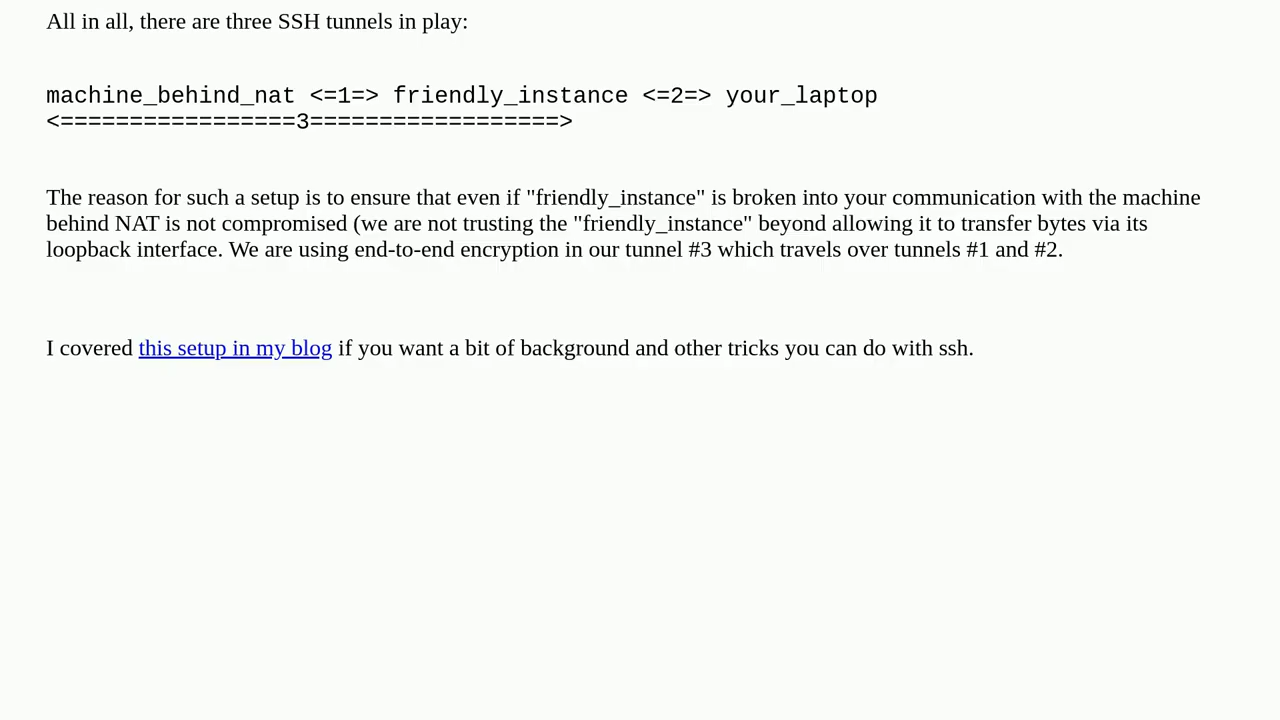 All in all, there are three SSH tunnels in play:
machine_behind_nat <=1=> friendly_instance <=2=> your_laptop
<=================3==================>
The reason for such a setup is to ensure that even if "friendly_instance" is broken into your communication with the machine
behind NAT is not compromised (we are not trusting the "friendly_instance" beyond allowing it to transfer bytes via its
loopback interface. We are using end-to-end encryption in our tunnel #3 which travels over tunnels #1 and #2.
I covered this setup in my blog if you want a bit of background and other tricks you can do with ssh.